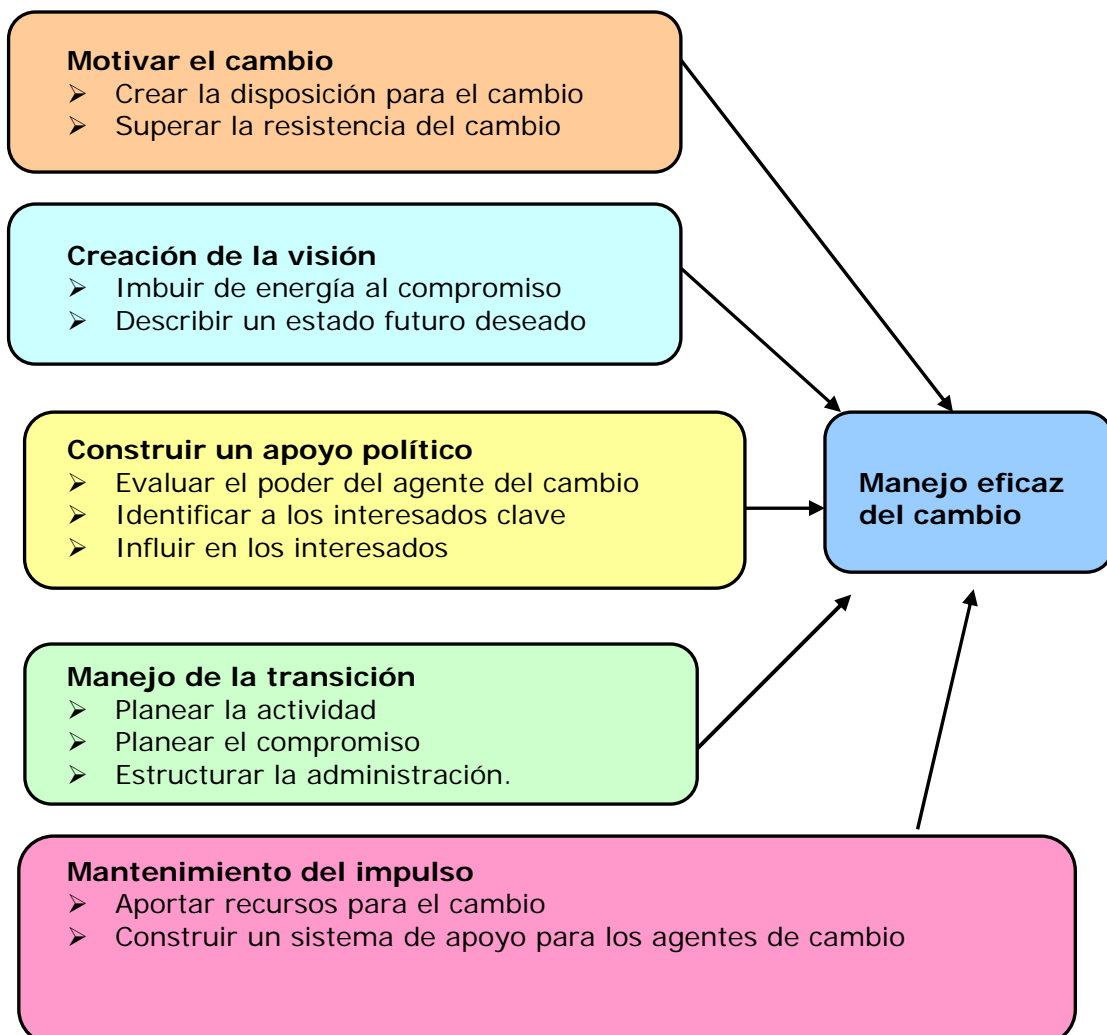 Motivar el cambio
➢ Crear la disposición para el cambio
➢ Superar la resistencia del cambio
Creación de la visión
➢ Imbuir de energía al compromiso
➢ Describir un estado futuro deseado
Construir un apoyo político
➢ Evaluar el poder del agente del cambio
➢ Identificar a los interesados clave
➢ Influir en los interesados
Manejo eficaz
del cambio
Manejo de la transición
➢ Planear la actividad
➢ Planear el compromiso
➢ Estructurar la administración.
Mantenimiento del impulso
➢ Aportar recursos para el cambio
➢ Construir un sistema de apoyo para los agentes de cambio